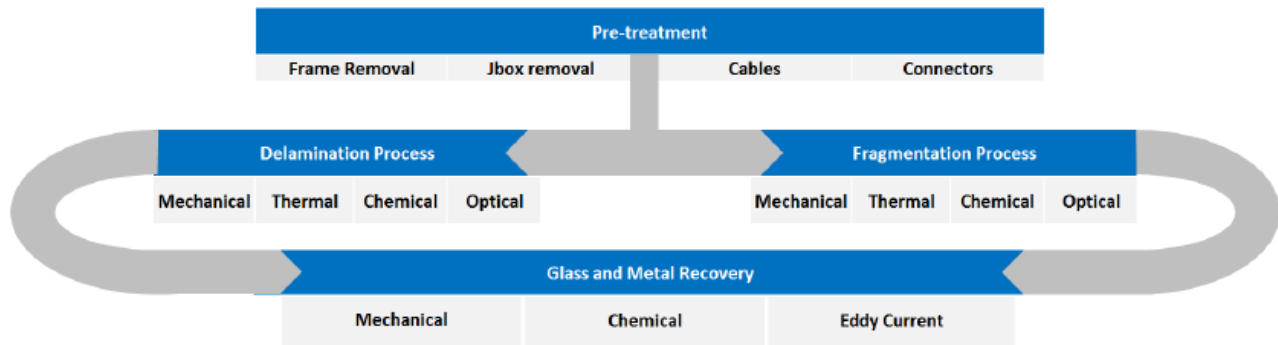 Pre-treatment
Frame Removal Jbox removal Cables Connectors
Delamination Process Fragmentation Process
Mechanical Thermal Chemical Optical Mechanical Thermal Chemical Optical
Glass and Metal Recovery
Mechanical Chemical Eddy Current